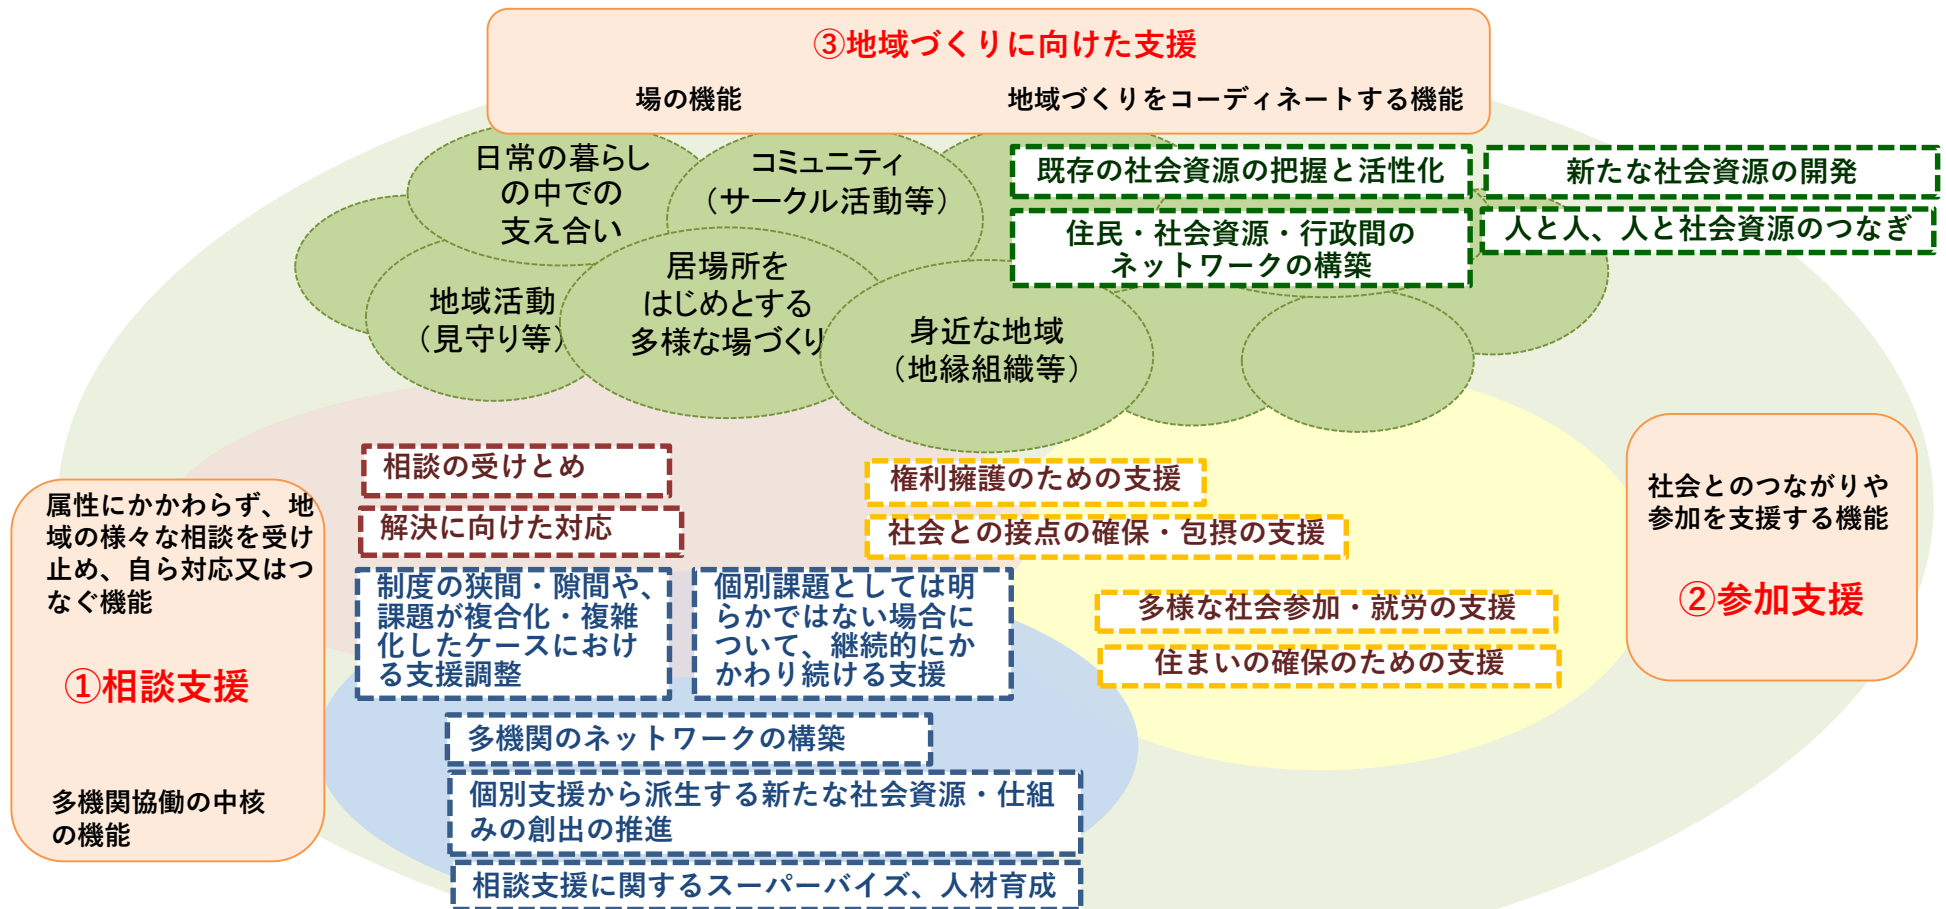 ③地域づくりに向けた支援
場の機能
地域づくりをコーディネートする機能
日常の暮らし
の中での
支え合い
コミュニティ
（サークル活動等）
既存の社会資源の把握と活性化
新たな社会資源の開発
住民・社会資源・行政間の
ネットワークの構築
人と人、人と社会資源のつなぎ
地域活動
（見守り等）
居場所を
はじめとする
多様な場づくり
身近な地域
（地縁組織等）
相談の受けとめ
解決に向けた対応
権利擁護のための支援
社会との接点の確保・包摂の支援
属性にかかわらず、地
域の様々な相談を受け
止め、自ら対応又はつ
なぐ機能
①相談支援
多機関協働の中核
の機能
制度の狭間・隙間や、
課題が複合化・複雑
化したケースにおけ
る支援調整
個別課題としては明
らかではない場合に
ついて、継続的にか
かわり続ける支援
多様な社会参加・就労の支援
住まいの確保のための支援
社会とのつながりや
参加を支援する機能
②参加支援
多機関のネットワークの構築
個別支援から派生する新たな社会資源・仕組
みの創出の推進
相談支援に関するスーパーバイズ、人材育成